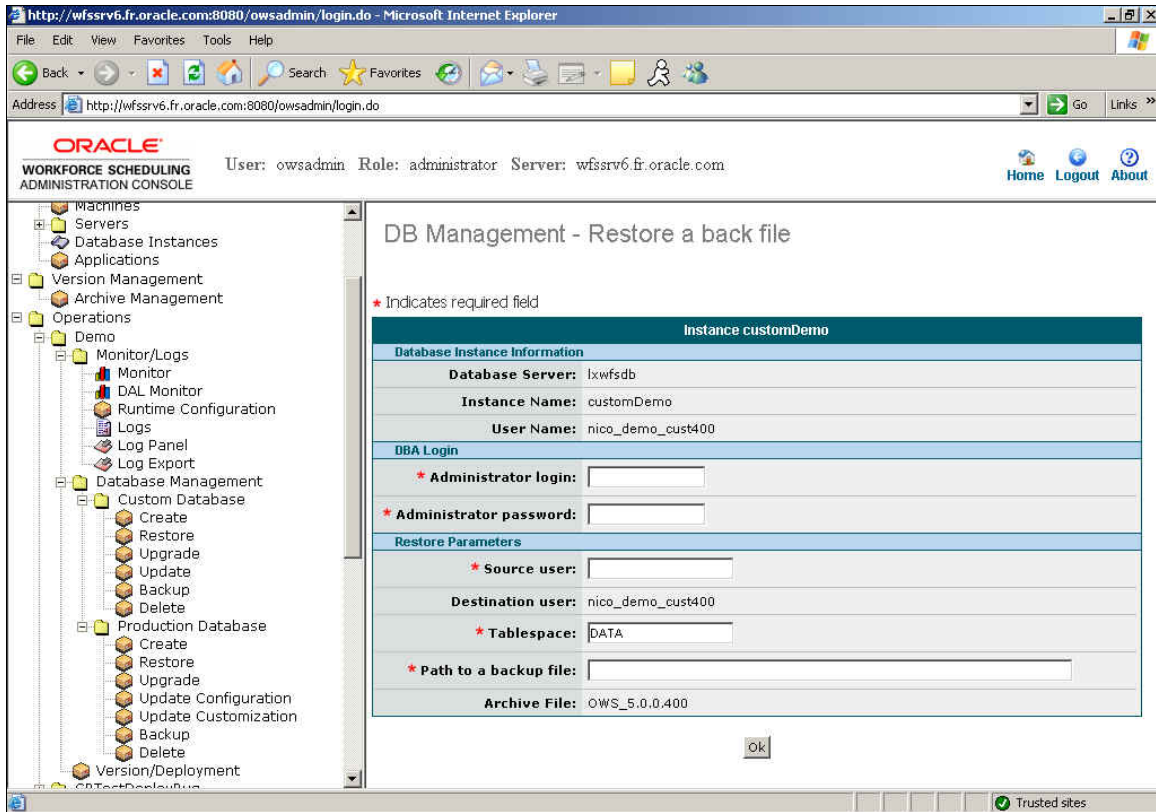 http://wfssrv6.fr.oracle.com:8080/owsadmin/login.do - Microsoft Internet Explorer
File Edit View Favorites Tools Help
Back Search Favorites
Address http://wfssrv6.fr.oracle.com:8080/owsadmin/login.do Go Links »
ORACLE
WORKFORCE SCHEDULING
ADMINISTRATION CONSOLE
User: owsadmin Role: administrator Server: wfssrv6.fr.oracle.com
Home Logout About
Machines
Servers
Database Instances
Applications
Version Management
Archive Management
Operations
Demo
Monitor/Logs
Monitor
DAL Monitor
Runtime Configuration
Logs
Log Panel
Log Export
Database Management
Custom Database
Create
Restore
Upgrade
Update
Backup
Delete
Production Database
Create
Restore
Upgrade
Update Configuration
Update Customization
Backup
Delete
Version/Deployment
DB Management - Restore a back file
* Indicates required field
Instance customDemo
Database Instance Information
Database Server: lxwfsdb
Instance Name: customDemo
User Name: nico_demo_cust400
DBA Login
* Administrator login:
* Administrator password:
Restore Parameters
* Source user:
Destination user: nico_demo_cust400
* Tablespace: DATA
* Path to a backup file:
Archive File: OWS_5.0.0.400
Ok
Trusted sites